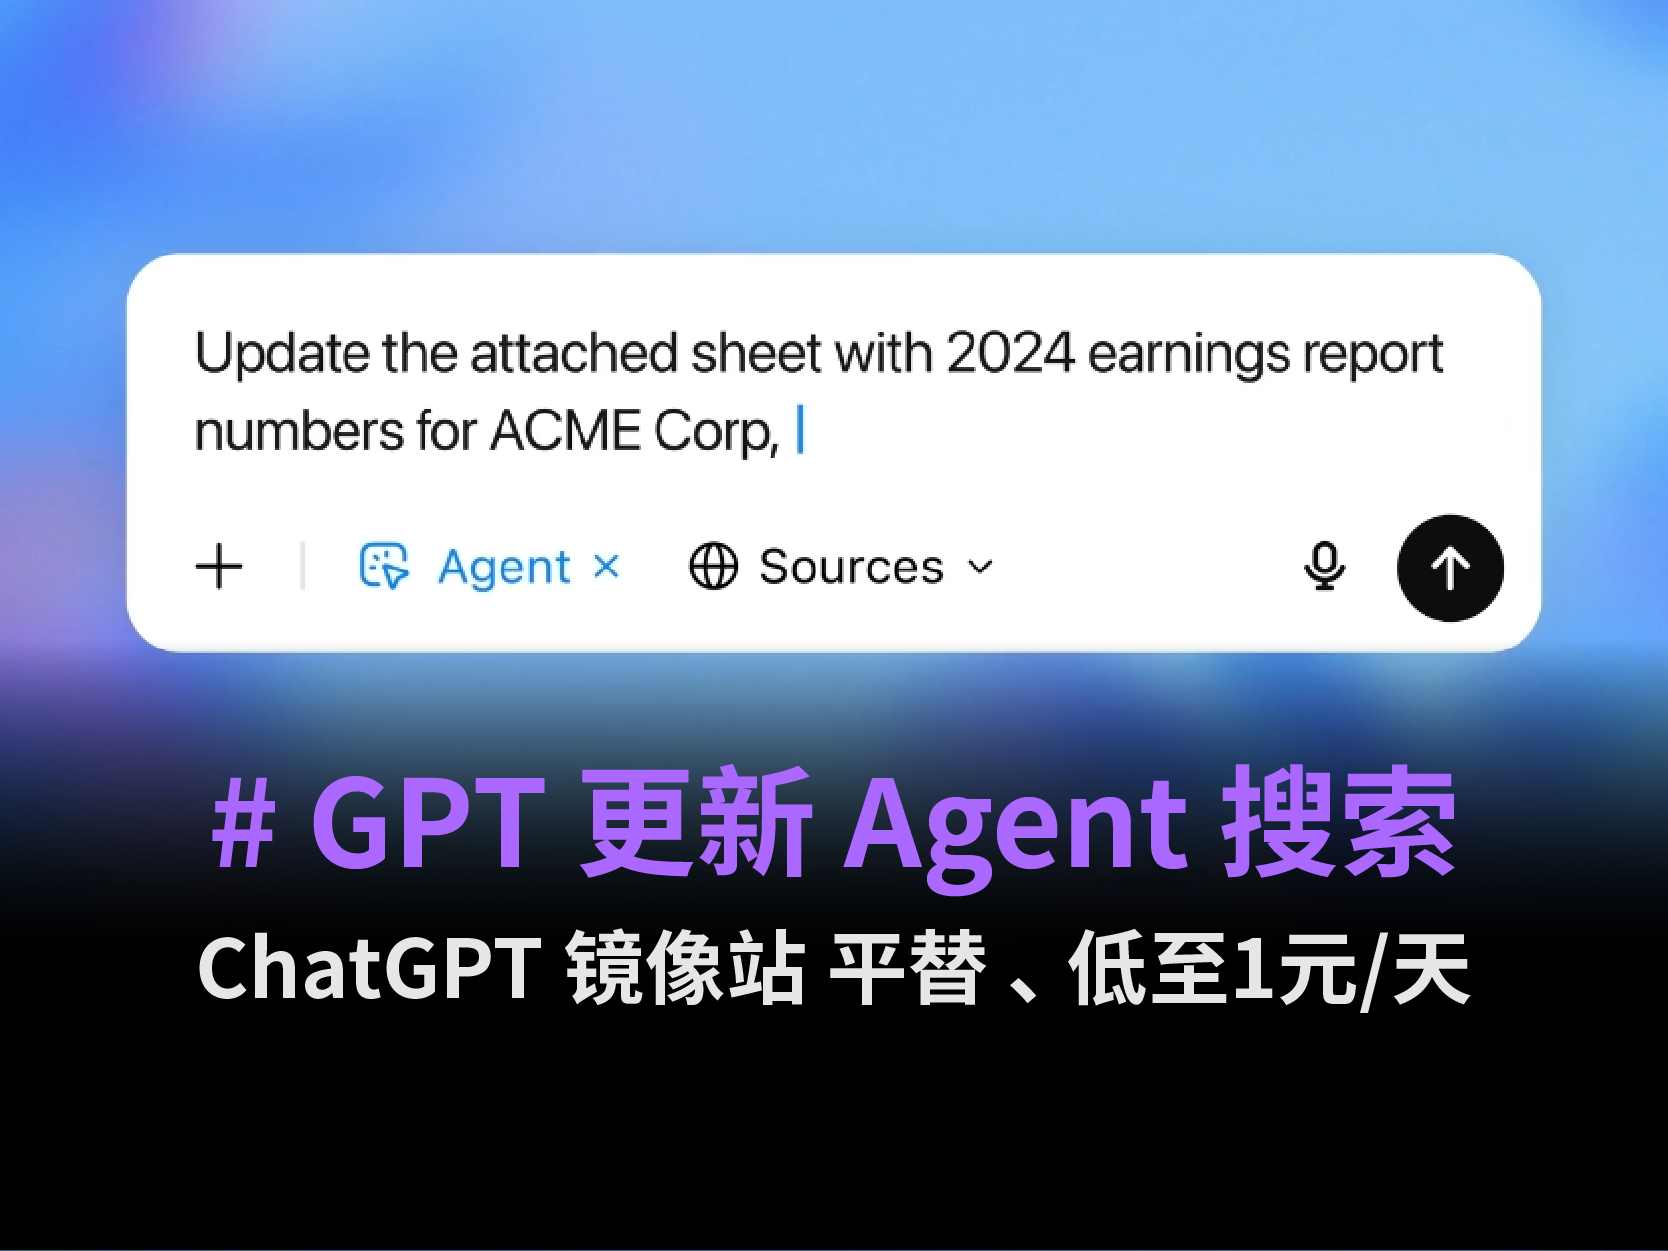 Update the attached sheet with 2024 earnings report
numbers for ACME Corp,
Agent Sources
# GPT 更新 Agent 搜索
ChatGPT 镜像站 平替、低至1元/天